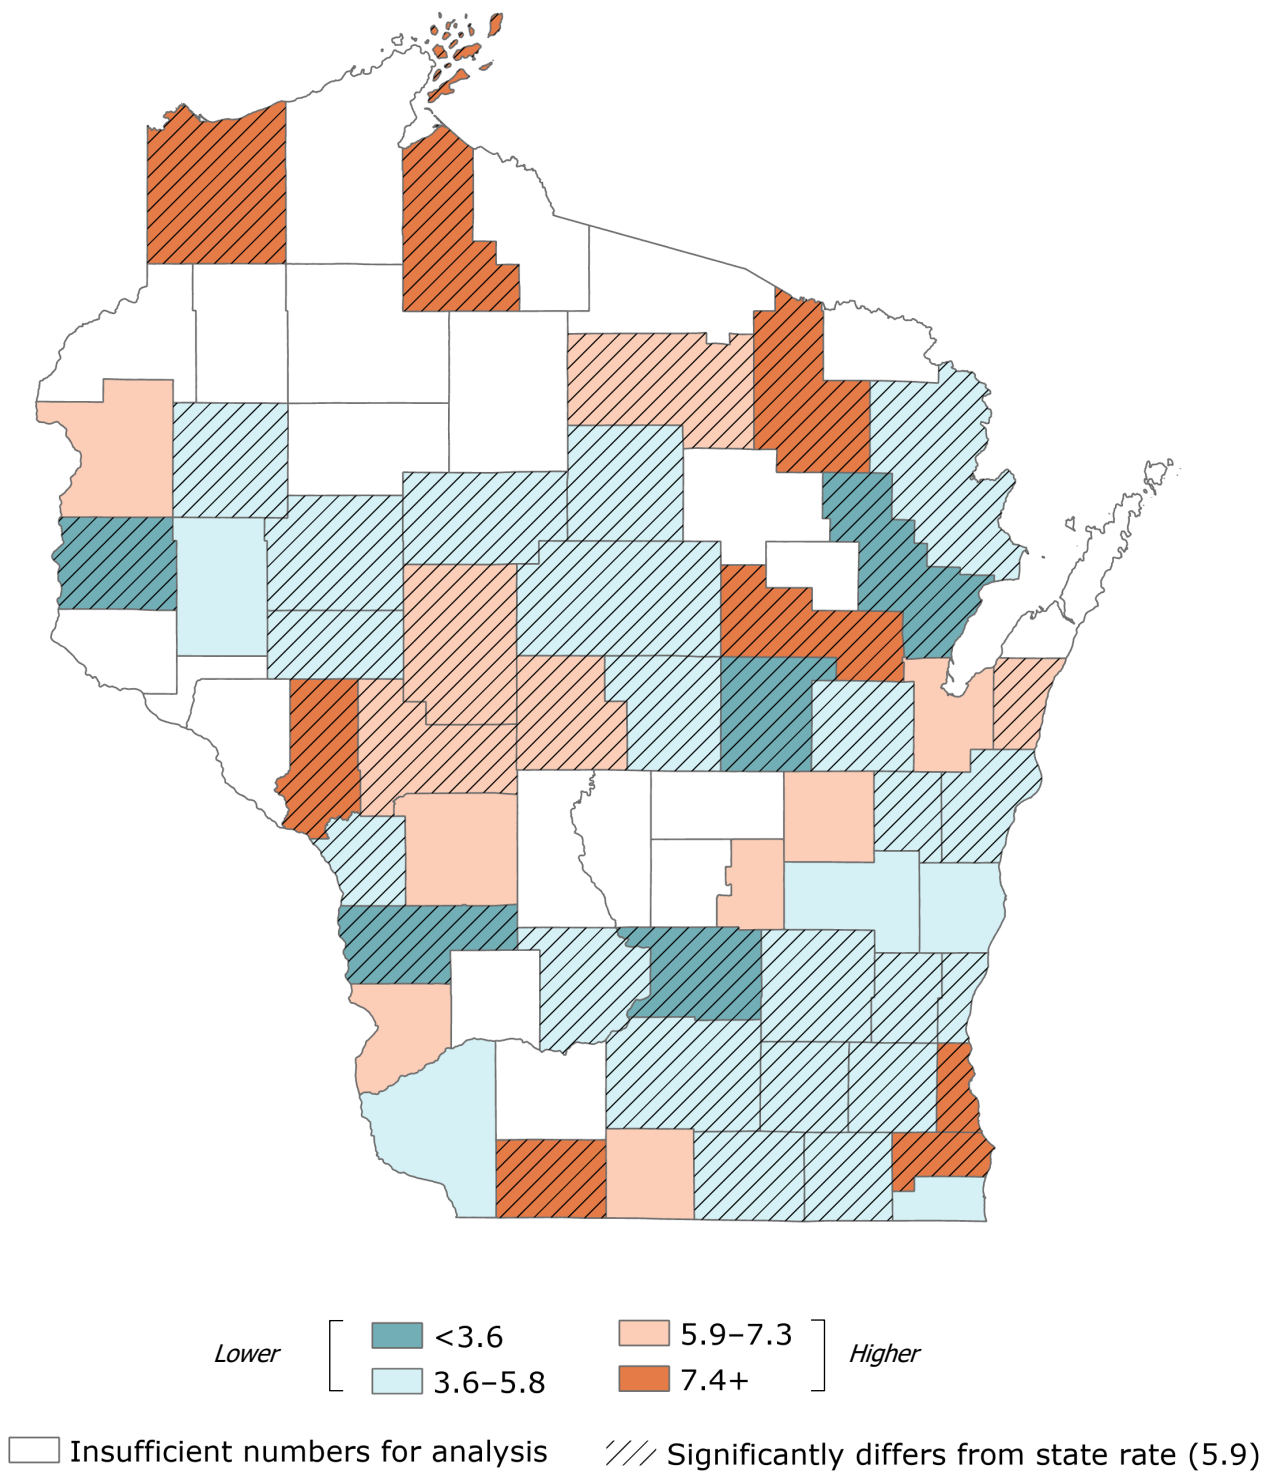 Lower
<3.6
3.6–5.8
5.9–7.3
7.4+
Higher
Insufficient numbers for analysis
Significantly differs from state rate (5.9)